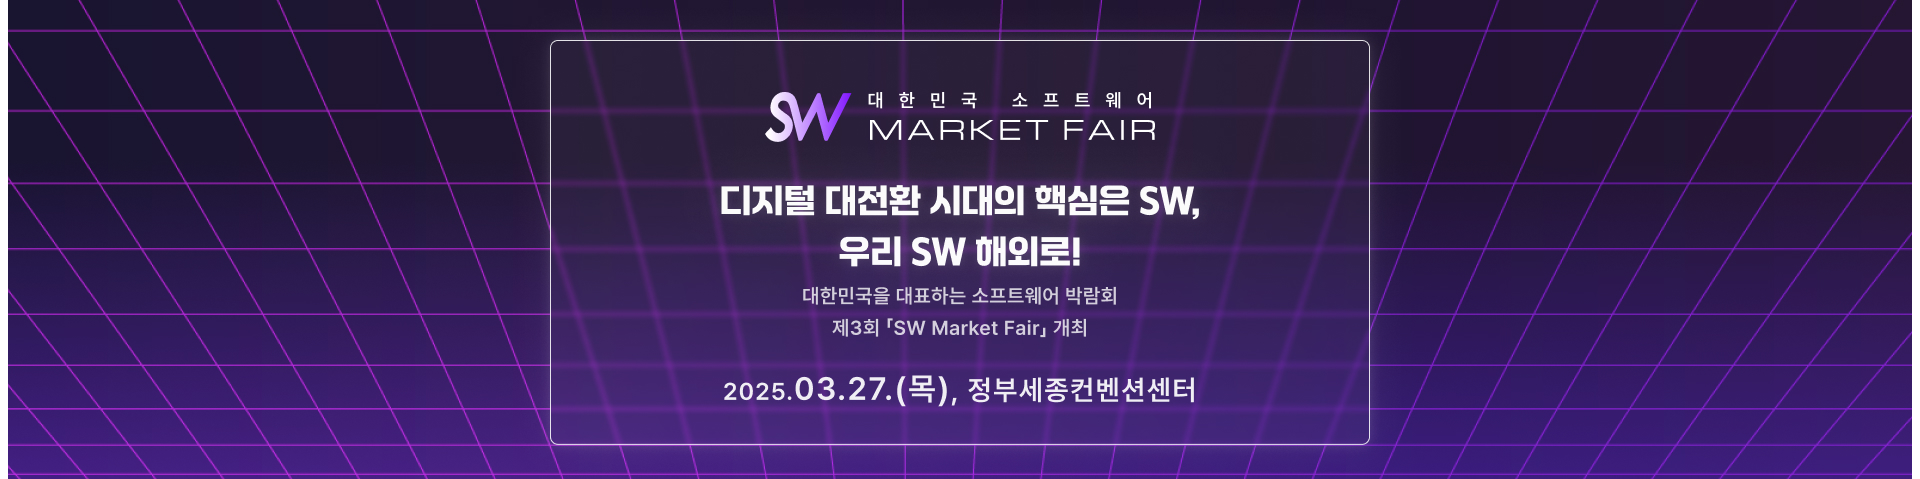 SW 대한민국 소프트웨어
MARKET FAIR
디지털 대전환 시대의 핵심은 SW,
우리 SW 해외로!
대한민국을 대표하는 소프트웨어 박람회
제3회 「SW Market Fair」 개최
2025.03.27.(목), 정부세종컨벤션센터